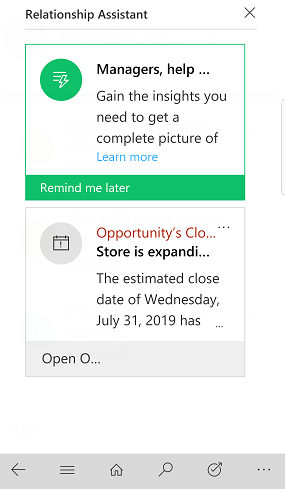 Relationship Assistant
Managers, help ...
Gain the insights you
need to get a
complete picture of
Learn more
Remind me later
Opportunity's Clo... ...
Store is expandi...
The estimated close
date of Wednesday,
July 31, 2019 has ...
Open O...